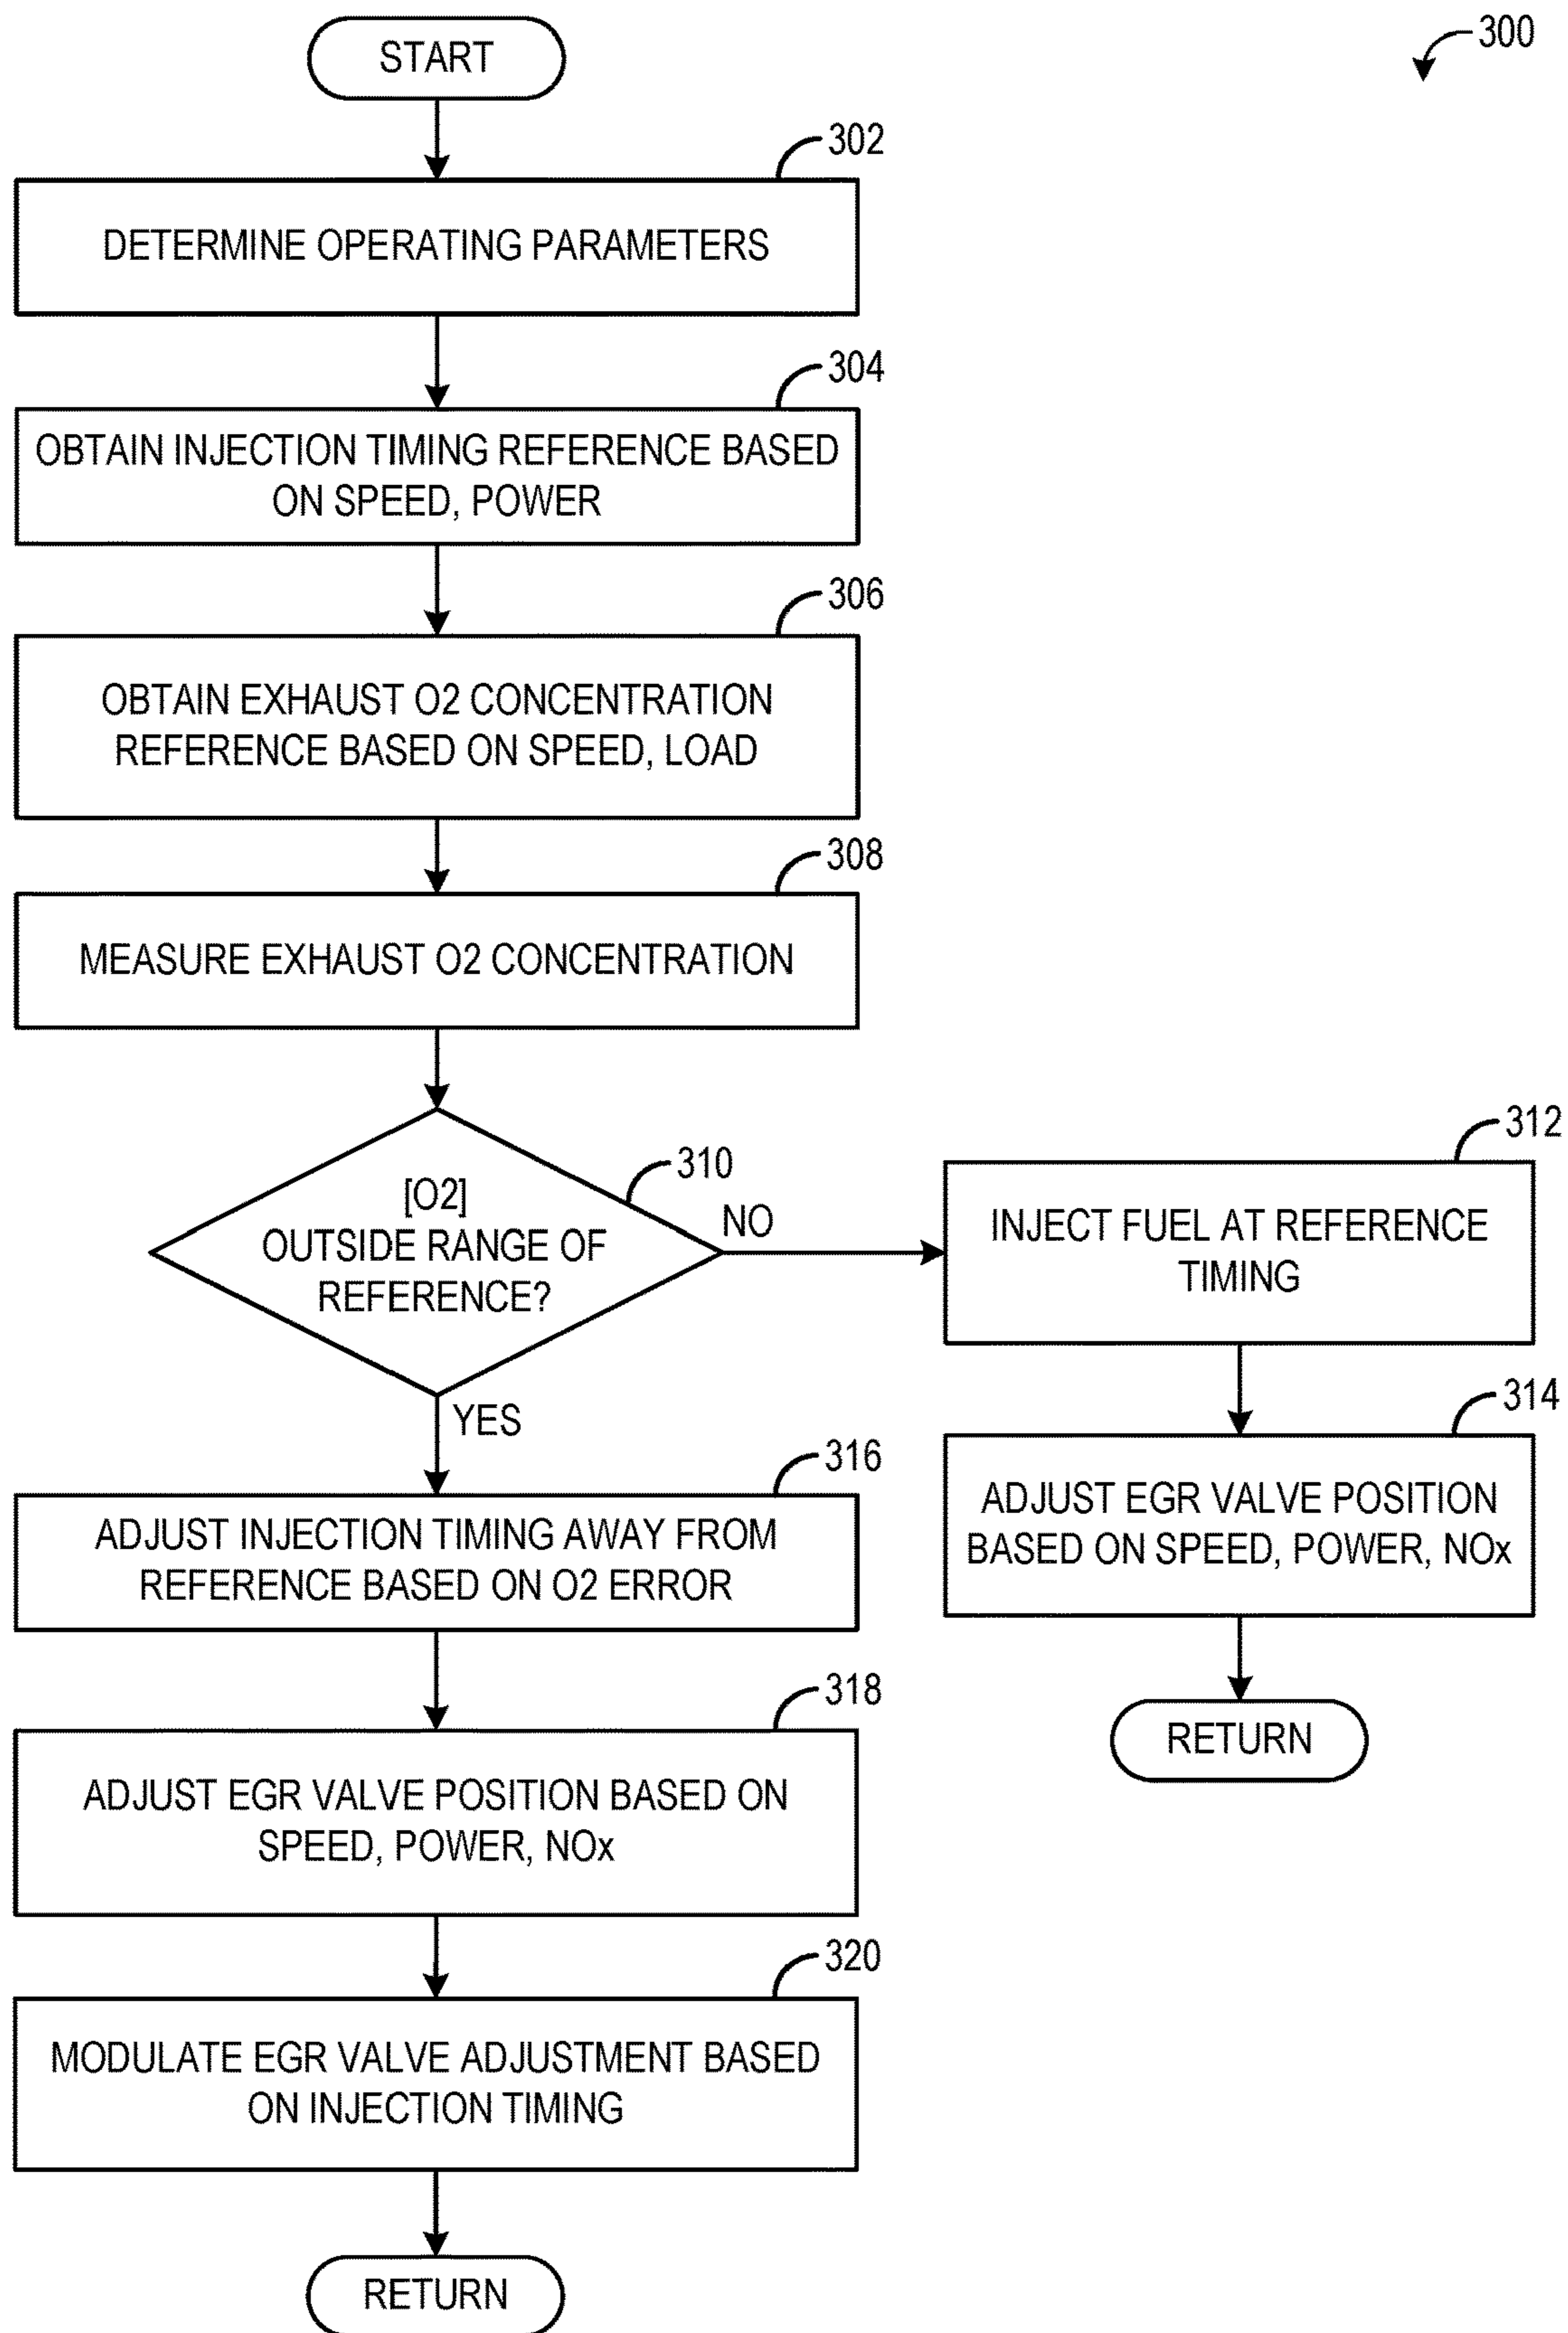 START
300
302
DETERMINE OPERATING PARAMETERS
304
OBTAIN INJECTION TIMING REFERENCE BASED
ON SPEED, POWER
306
OBTAIN EXHAUST O2 CONCENTRATION
REFERENCE BASED ON SPEED, LOAD
308
MEASURE EXHAUST O2 CONCENTRATION
310
[O2]
OUTSIDE RANGE OF
REFERENCE?
NO
312
INJECT FUEL AT REFERENCE
TIMING
314
ADJUST EGR VALVE POSITION
BASED ON SPEED, POWER, NOx
RETURN
YES
316
ADJUST INJECTION TIMING AWAY FROM
REFERENCE BASED ON O2 ERROR
318
ADJUST EGR VALVE POSITION BASED ON
SPEED, POWER, NOx
320
MODULATE EGR VALVE ADJUSTMENT BASED
ON INJECTION TIMING
RETURN